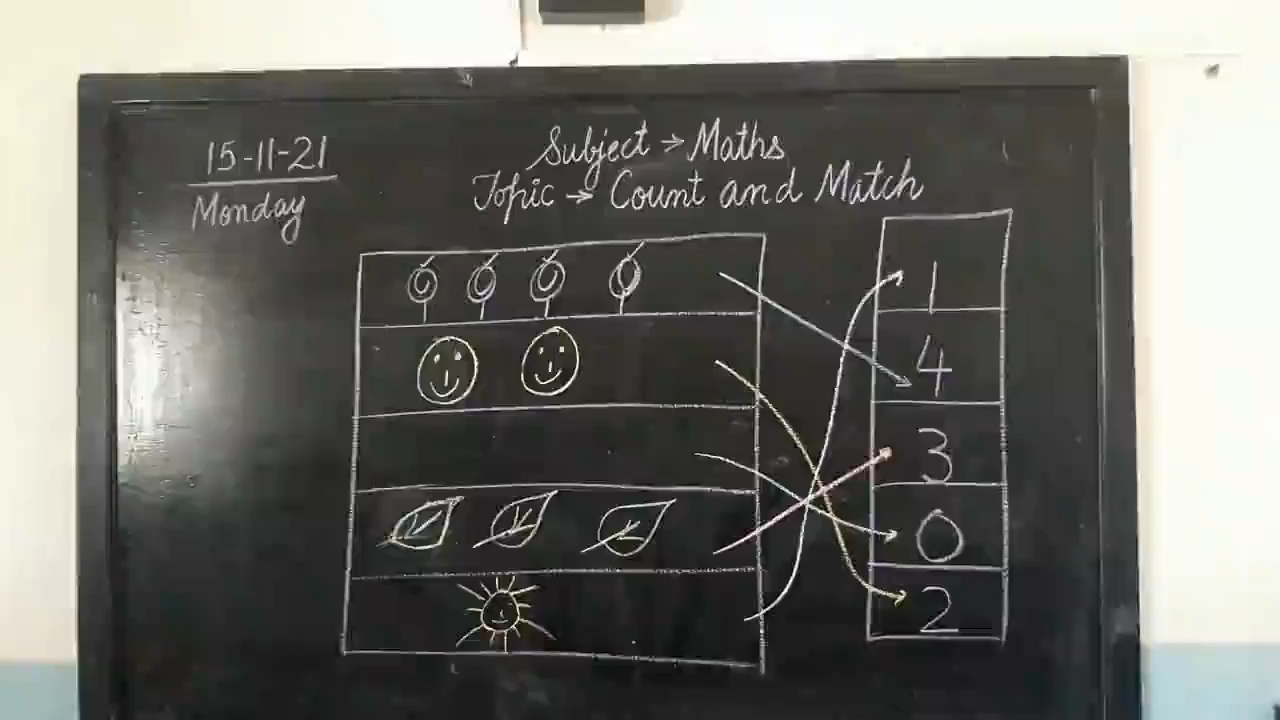 15-11-21
Monday
Subject → Maths
Topic → Count and Match
1
4
3
0
2